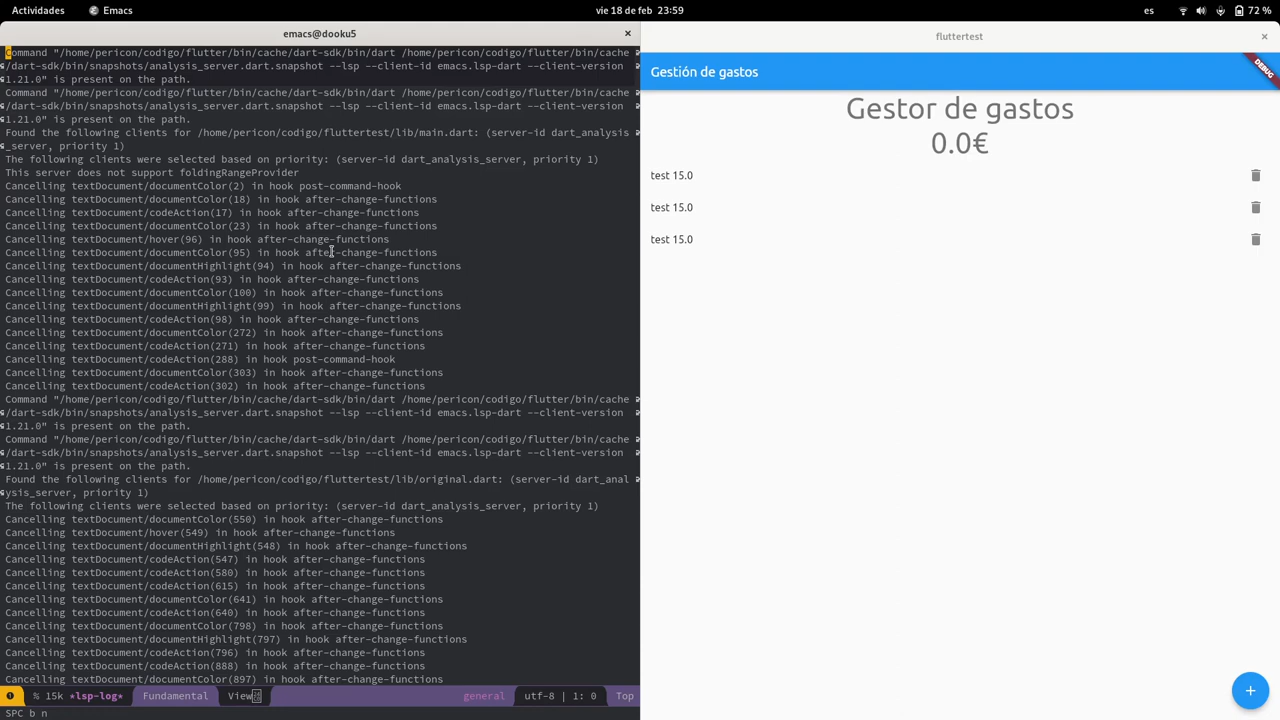 Actividades
Emacs
vie 18 de feb  23:59
es
72 %
emacs@dooku5
Command "/home/pericon/codigo/flutter/bin/cache/dart-sdk/bin/dart /home/pericon/codigo/flutter/bin/cache
/dart-sdk/bin/snapshots/analysis_server.dart.snapshot --lsp --client-id emacs.lsp-dart --client-version
1.21.0" is present on the path.
Command "/home/pericon/codigo/flutter/bin/cache/dart-sdk/bin/dart /home/pericon/codigo/flutter/bin/cache
/dart-sdk/bin/snapshots/analysis_server.dart.snapshot --lsp --client-id emacs.lsp-dart --client-version
1.21.0" is present on the path.
Found the following clients for /home/pericon/codigo/fluttertest/lib/main.dart: (server-id dart_analysis
_server, priority 1)
The following clients were selected based on priority: (server-id dart_analysis_server, priority 1)
This server does not support foldingRangeProvider
Cancelling textDocument/documentColor(2) in hook post-command-hook
Cancelling textDocument/documentColor(18) in hook after-change-functions
Cancelling textDocument/codeAction(17) in hook after-change-functions
Cancelling textDocument/documentColor(23) in hook after-change-functions
Cancelling textDocument/hover(96) in hook after-change-functions
Cancelling textDocument/documentColor(95) in hook after-change-functions
Cancelling textDocument/documentHighlight(94) in hook after-change-functions
Cancelling textDocument/codeAction(93) in hook after-change-functions
Cancelling textDocument/documentColor(100) in hook after-change-functions
Cancelling textDocument/documentHighlight(99) in hook after-change-functions
Cancelling textDocument/codeAction(98) in hook after-change-functions
Cancelling textDocument/documentColor(272) in hook after-change-functions
Cancelling textDocument/codeAction(271) in hook after-change-functions
Cancelling textDocument/codeAction(288) in hook post-command-hook
Cancelling textDocument/documentColor(303) in hook after-change-functions
Cancelling textDocument/codeAction(302) in hook after-change-functions
Command "/home/pericon/codigo/flutter/bin/cache/dart-sdk/bin/dart /home/pericon/codigo/flutter/bin/cache
/dart-sdk/bin/snapshots/analysis_server.dart.snapshot --lsp --client-id emacs.lsp-dart --client-version
1.21.0" is present on the path.
Command "/home/pericon/codigo/flutter/bin/cache/dart-sdk/bin/dart /home/pericon/codigo/flutter/bin/cache
/dart-sdk/bin/snapshots/analysis_server.dart.snapshot --lsp --client-id emacs.lsp-dart --client-version
1.21.0" is present on the path.
Found the following clients for /home/pericon/codigo/fluttertest/lib/original.dart: (server-id dart_anal
ysis_server, priority 1)
The following clients were selected based on priority: (server-id dart_analysis_server, priority 1)
Cancelling textDocument/documentColor(550) in hook after-change-functions
Cancelling textDocument/hover(549) in hook after-change-functions
Cancelling textDocument/documentHighlight(548) in hook after-change-functions
Cancelling textDocument/codeAction(547) in hook after-change-functions
Cancelling textDocument/codeAction(580) in hook after-change-functions
Cancelling textDocument/codeAction(615) in hook after-change-functions
Cancelling textDocument/documentColor(641) in hook after-change-functions
Cancelling textDocument/codeAction(640) in hook after-change-functions
Cancelling textDocument/documentColor(798) in hook after-change-functions
Cancelling textDocument/documentHighlight(797) in hook after-change-functions
Cancelling textDocument/codeAction(796) in hook after-change-functions
Cancelling textDocument/codeAction(888) in hook after-change-functions
Cancelling textDocument/documentColor(897) in hook after-change-functions
% 15k *lsp-log* Fundamental View general utf-8 | 1: 0 Top
SPC b n
fluttertest
Gestión de gastos
DEBUG
Gestor de gastos
0.0€
test 15.0
test 15.0
test 15.0